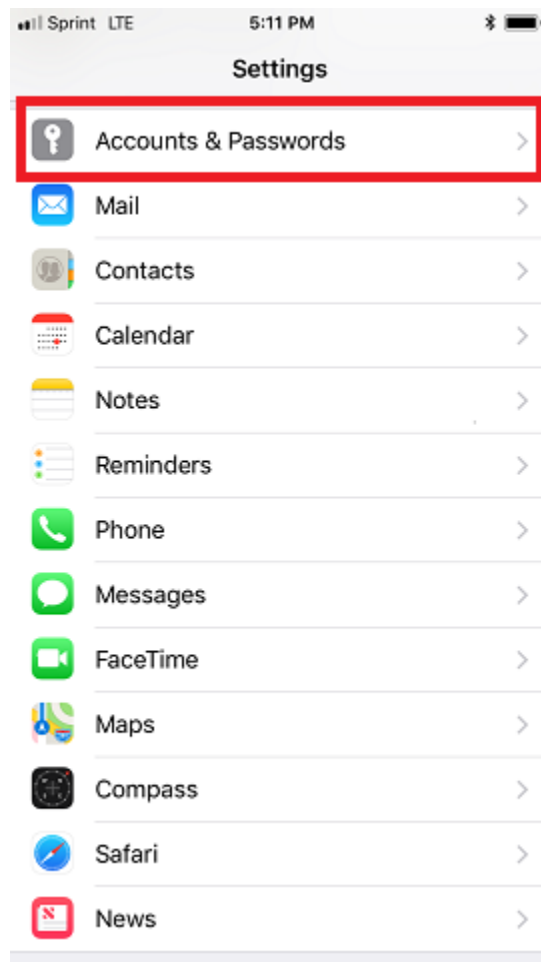 Sprint LTE 5:11 PM
Settings
Accounts & Passwords
Mail
Contacts
Calendar
Notes
Reminders
Phone
Messages
FaceTime
Maps
Compass
Safari
News